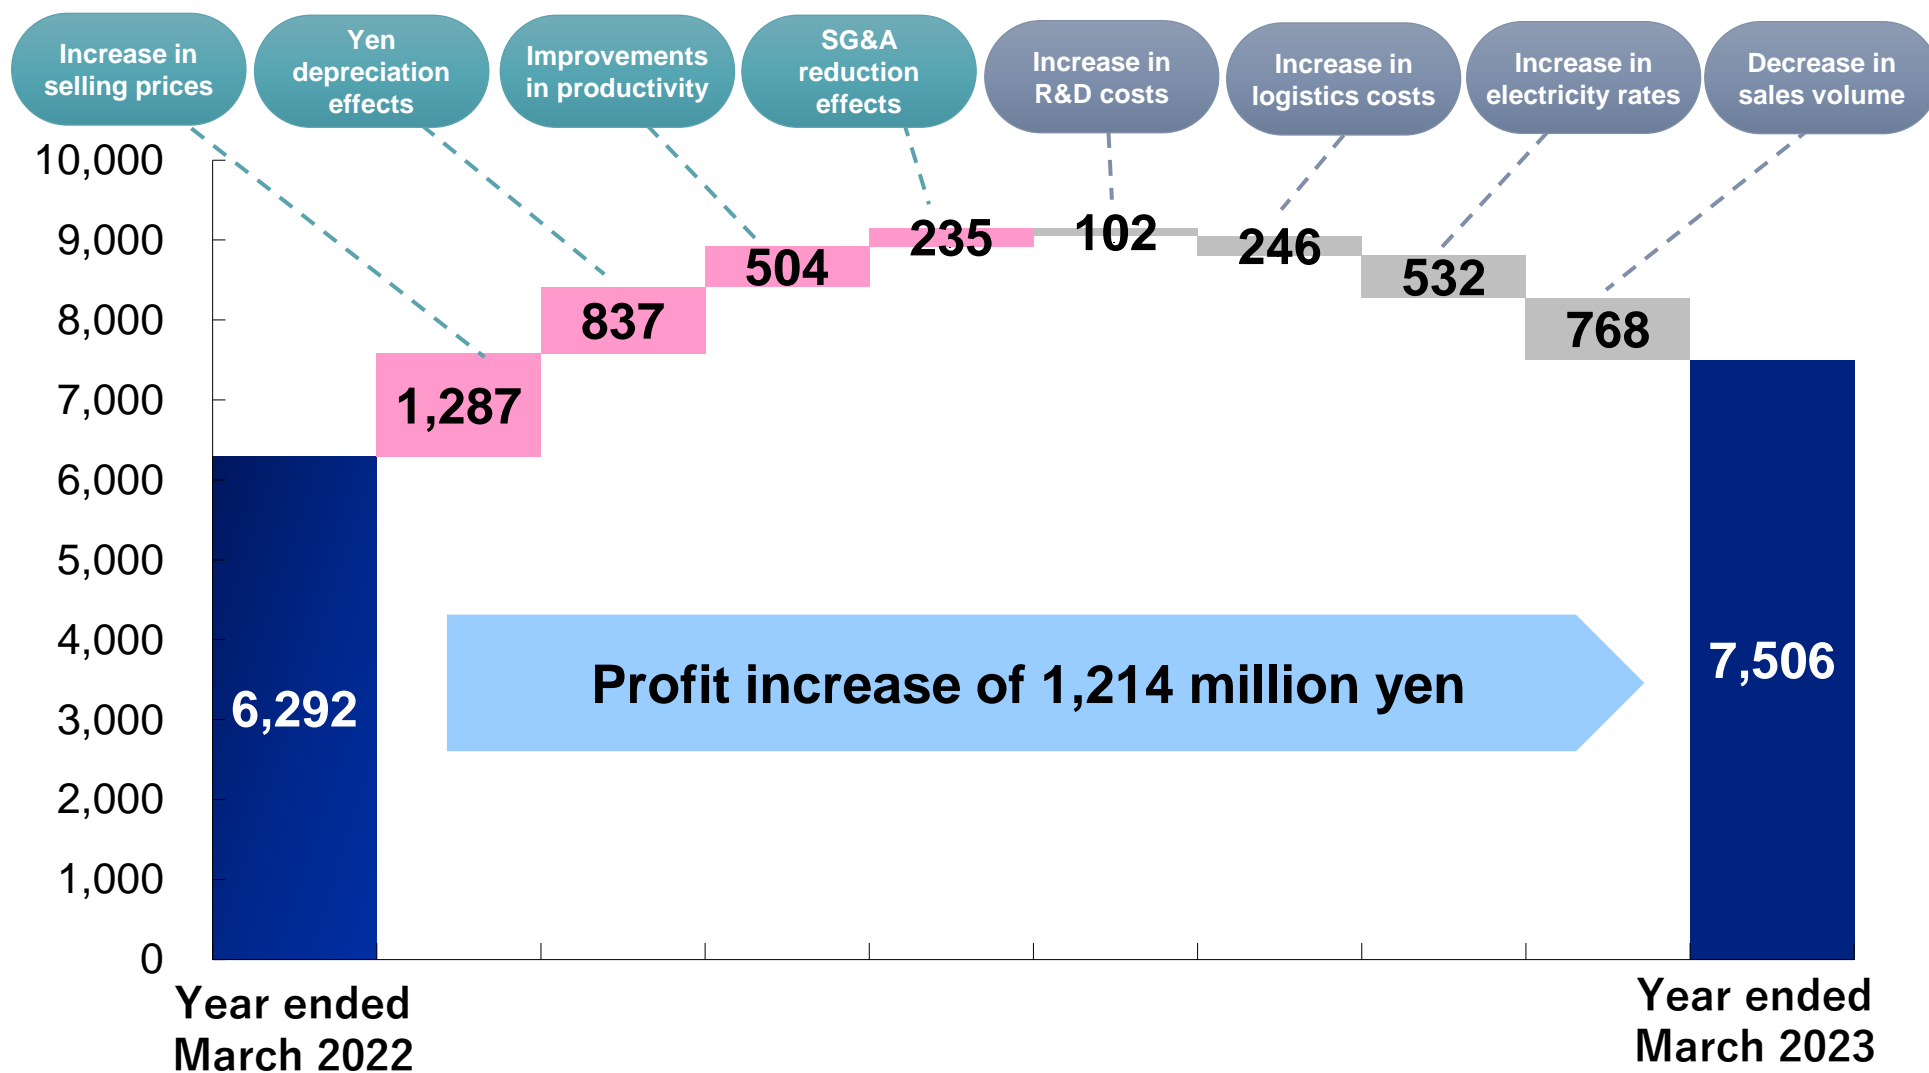 Increase in
selling prices
Yen
depreciation
effects
Improvements
in productivity
SG&A
reduction
effects
Increase in
R&D costs
Increase in
logistics costs
Increase in
electricity rates
Decrease in
sales volume
10,000
9,000
8,000
7,000
6,000
5,000
4,000
3,000
2,000
1,000
0
6,292
1,287
837
504
235
102
246
532
768
7,506
Profit increase of 1,214 million yen
Year ended
March 2022
Year ended
March 2023